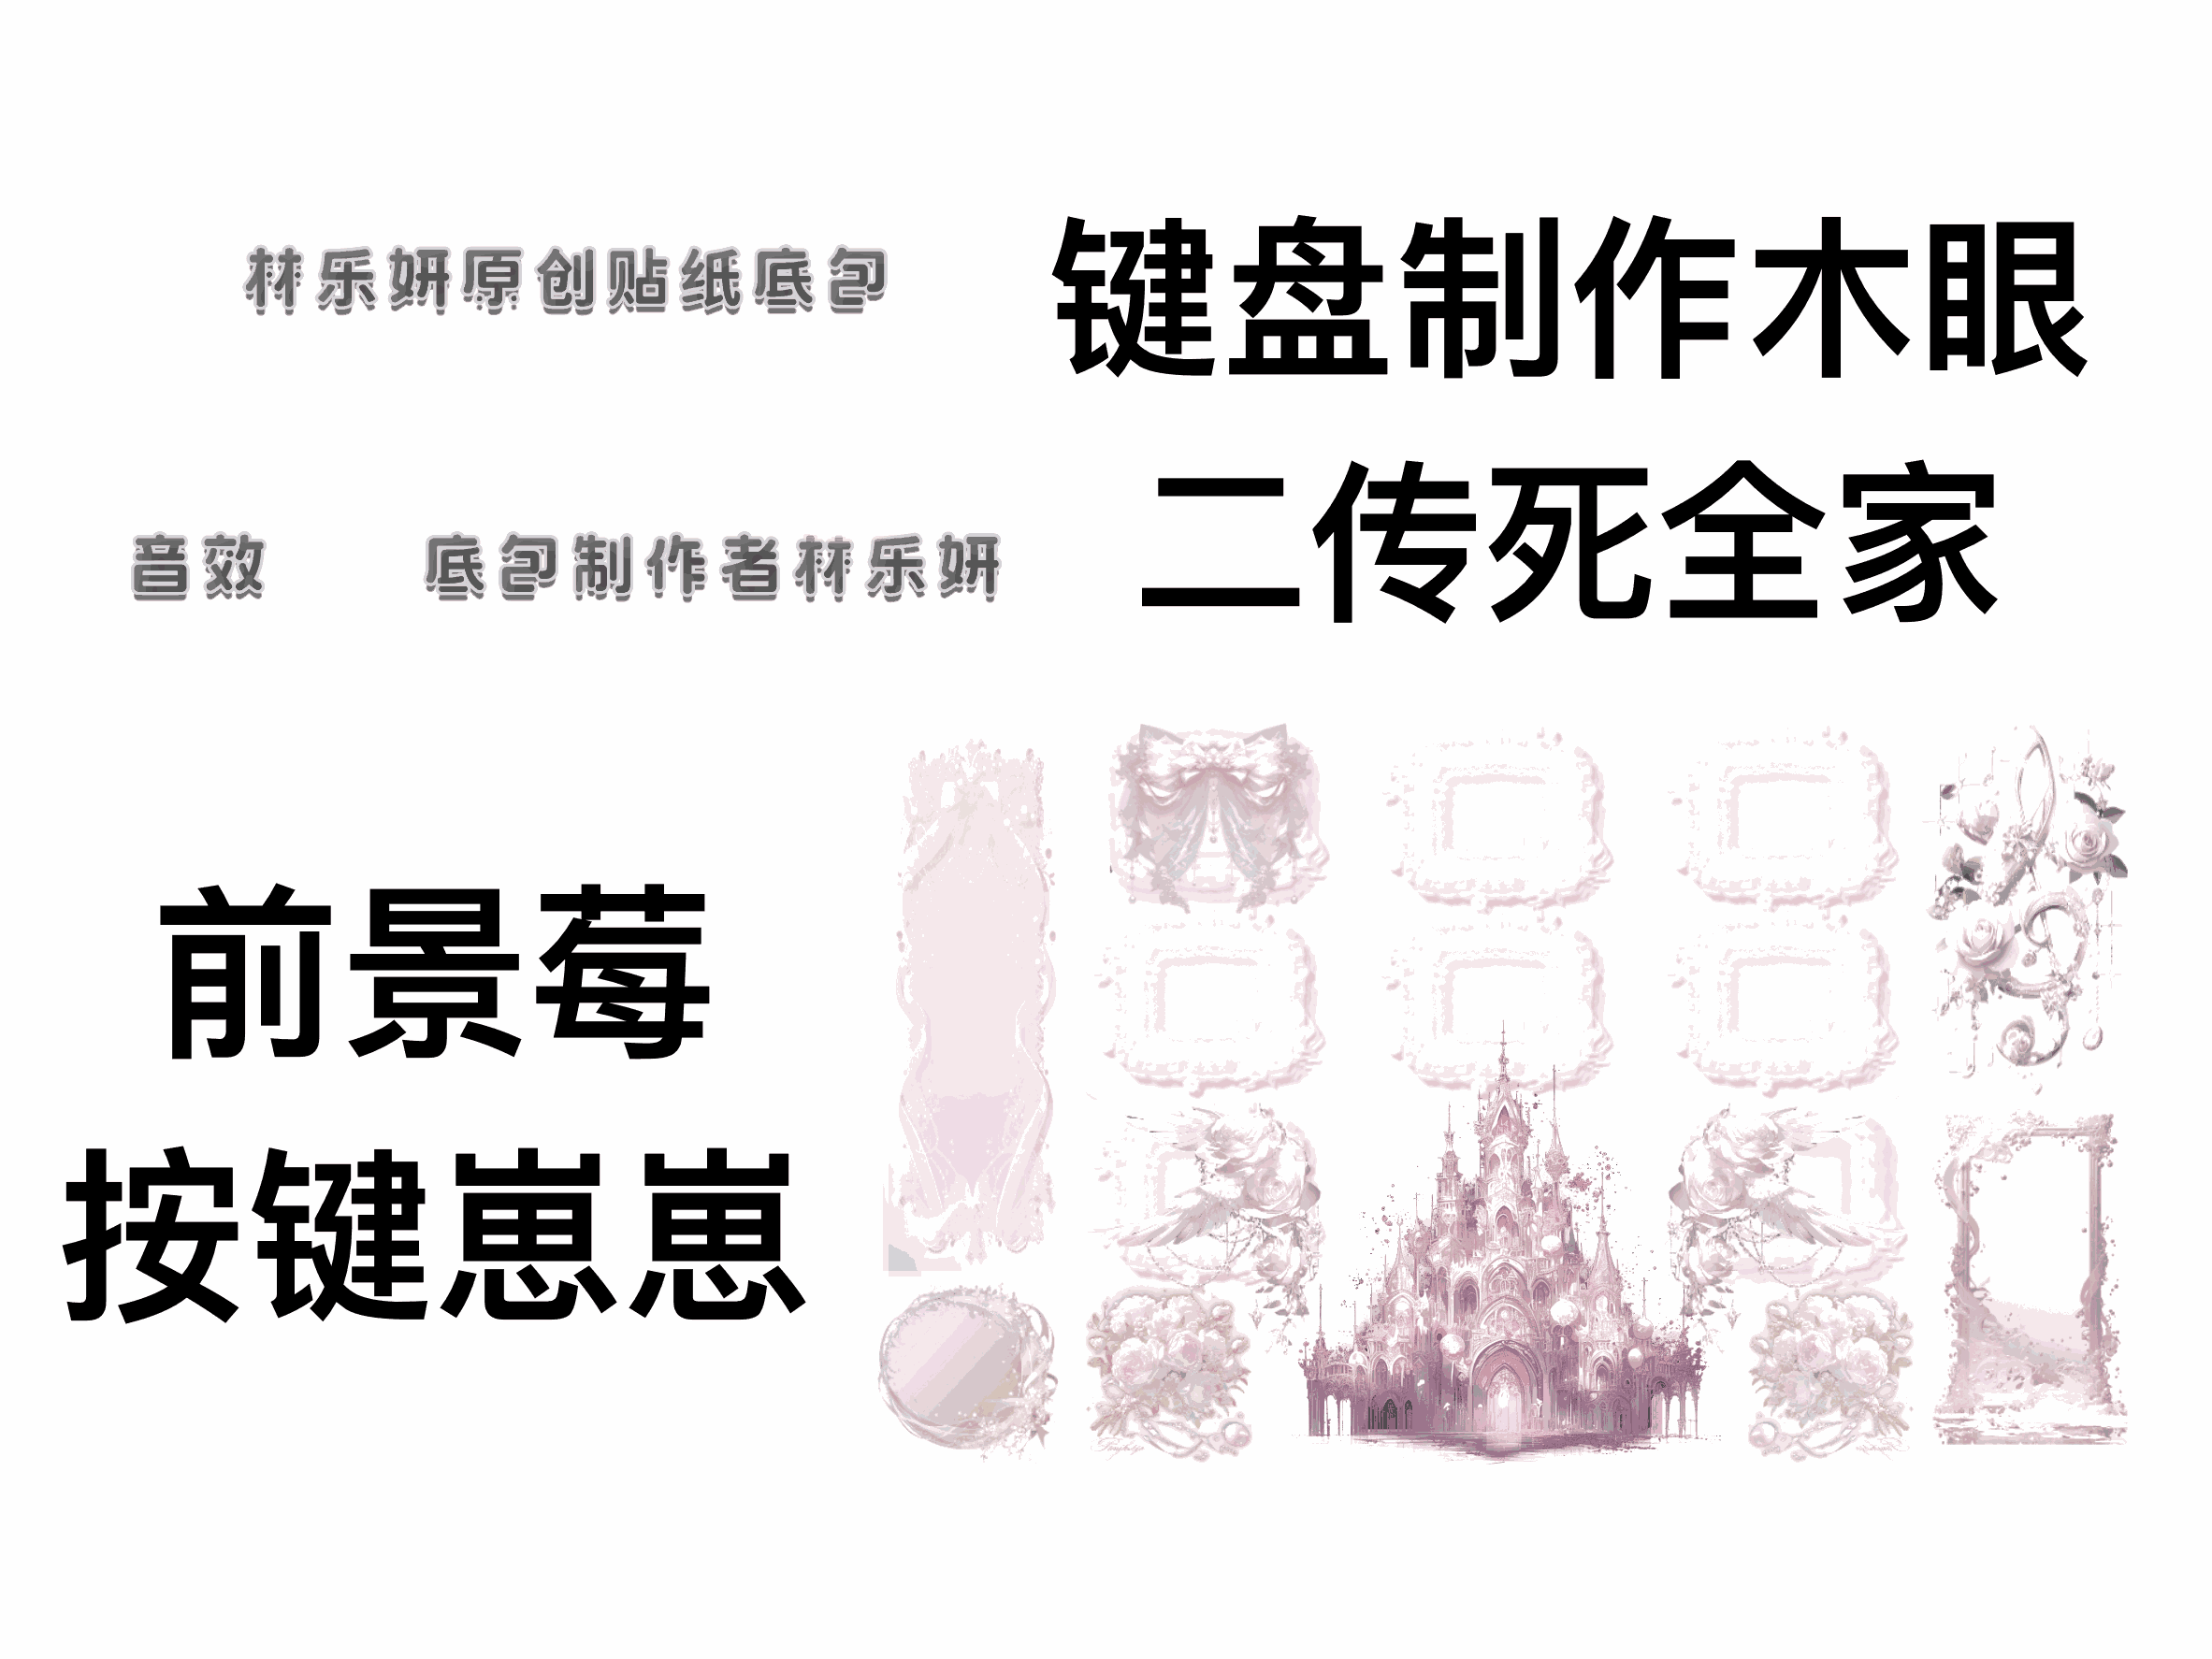 林乐妍原创贴纸底包
键盘制作木眼
二传死全家
音效 底包制作者林乐妍
前景莓
按键崽崽